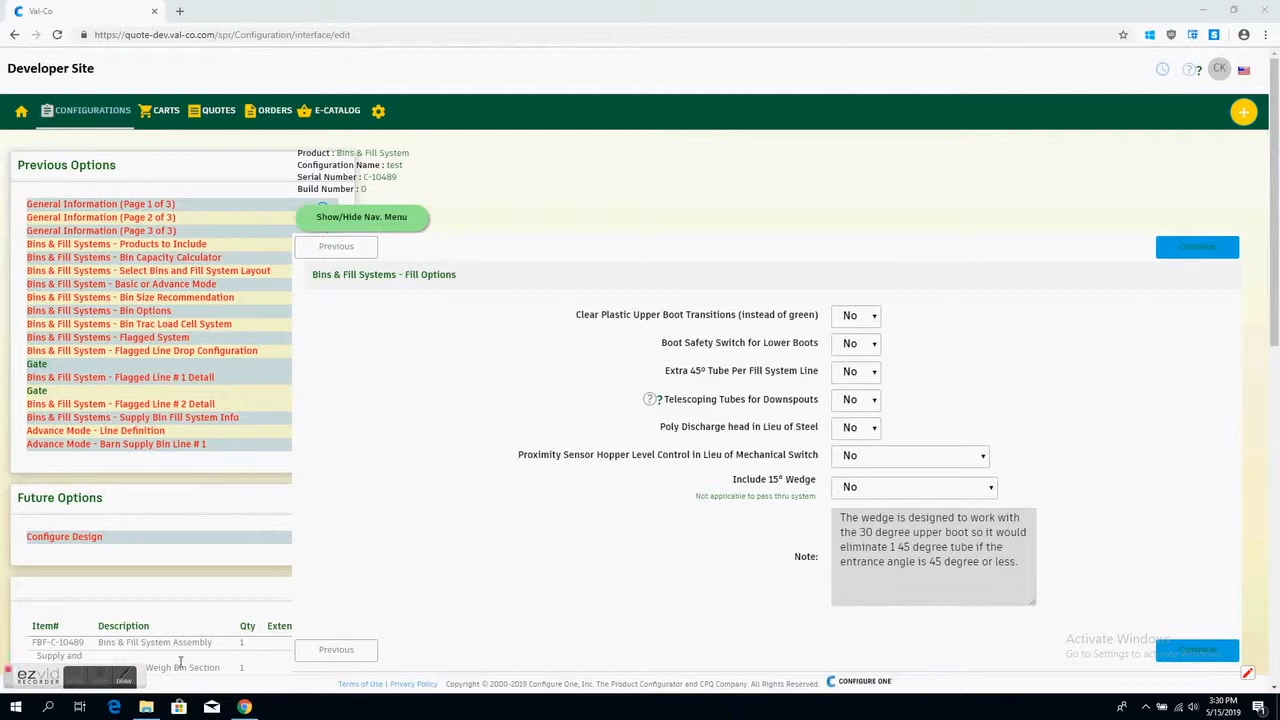 Val-Co
https://quote-dev.val-co.com/spr/Configuration/interface/edit
Developer Site
? CK
CONFIGURATIONS CARTS QUOTES ORDERS E-CATALOG
Previous Options
General Information (Page 1 of 3)
General Information (Page 2 of 3)
General Information (Page 3 of 3)
Bins & Fill Systems - Products to Include
Bins & Fill Systems - Bin Capacity Calculator
Bins & Fill Systems - Select Bins and Fill System Layout
Bins & Fill System - Basic or Advance Mode
Bins & Fill Systems - Bin Size Recommendation
Bins & Fill System - Bin Options
Bins & Fill Systems - Bin Trac Load Cell System
Bins & Fill System - Flagged System
Bins & Fill System - Flagged Line Drop Configuration
Gate
Bins & Fill System - Flagged Line # 1 Detail
Gate
Bins & Fill System - Flagged Line # 2 Detail
Bins & Fill Systems - Supply Bin Fill System Info
Advance Mode - Line Definition
Advance Mode - Barn Supply Bin Line # 1
Future Options
Configure Design
Item# Description Qty Exten
FBF-C-10489 Bins & Fill System Assembly 1
Supply and
Weigh Bin Section 1
Product : Bins & Fill System
Configuration Name : test
Serial Number : C-10489
Build Number : 0
Show/Hide Nav. Menu
Previous Continue
Bins & Fill Systems - Fill Options
Clear Plastic Upper Boot Transitions (instead of green) No
Boot Safety Switch for Lower Boots No
Extra 45º Tube Per Fill System Line No
? Telescoping Tubes for Downspouts No
Poly Discharge head in Lieu of Steel No
Proximity Sensor Hopper Level Control in Lieu of Mechanical Switch No
Include 15° Wedge No
Not applicable to pass thru system
Note:
The wedge is designed to work with
the 30 degree upper boot so it would
eliminate 1 45 degree tube if the
entrance angle is 45 degree or less.
Previous Continue
Activate Windows
Go to Settings to activate Windows.
ezvid
RECORDER
DRAW
Terms of Use | Privacy Policy Copyright © 2000-2019 Configure One, Inc. The Product Configurator and CPQ Company. All Rights Reserved. CONFIGURE ONE
3:30 PM
5/15/2019